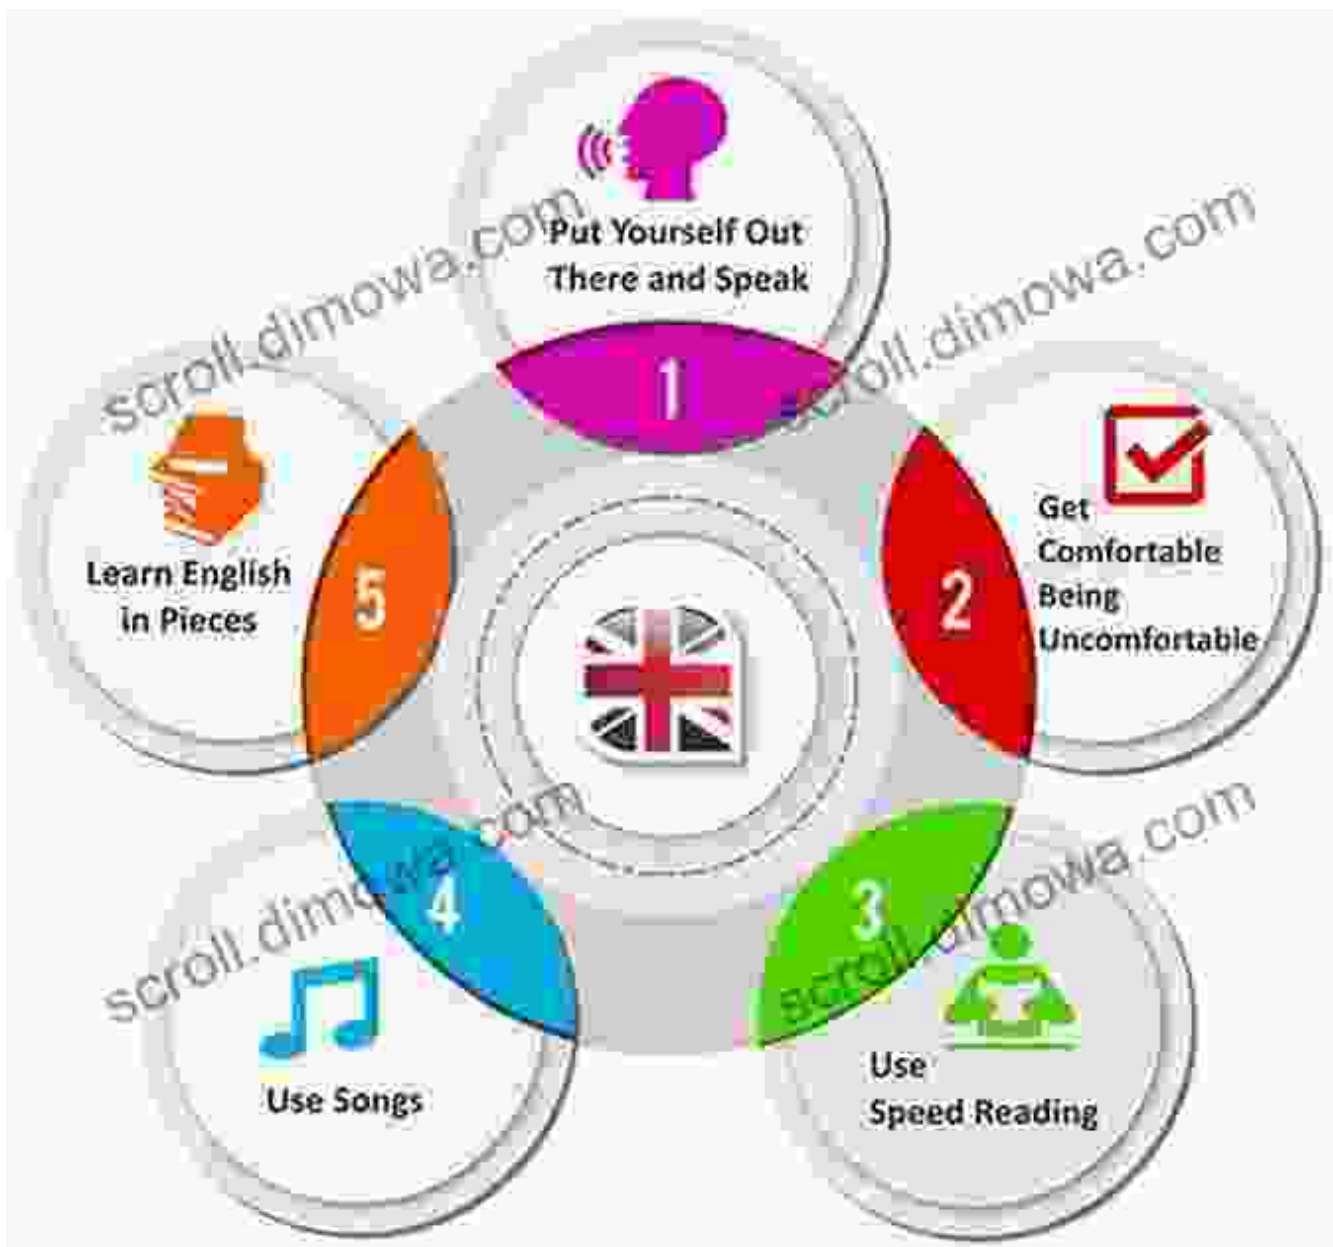 Put Yourself Out
There and Speak
1
Get
Comfortable
Being
Uncomfortable
2
3
Use
Speed Reading
4
Use Songs
5
Learn English
in Pieces
scroll.dimowa.com
scroll.dimowa.com
scroll.dimowa.com
scroll.dimowa.com